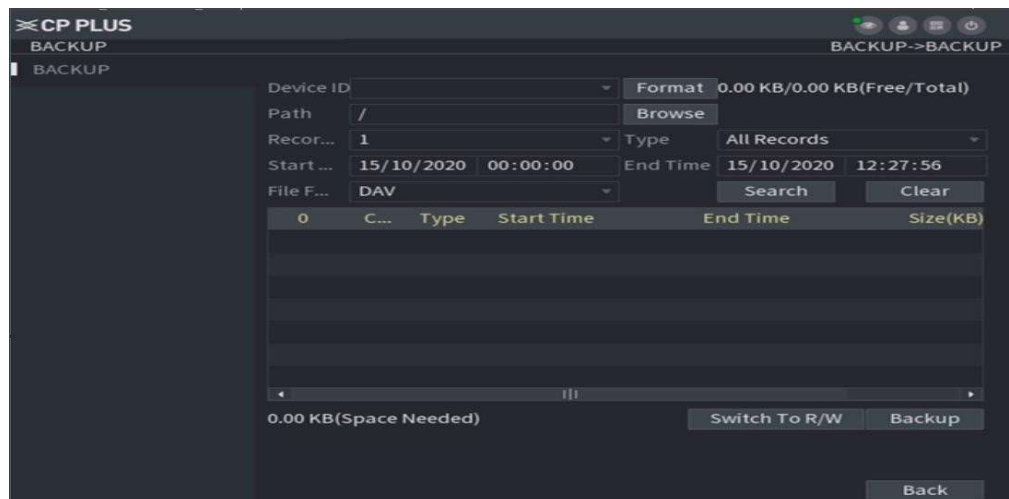 CP PLUS
BACKUP BACKUP->BACKUP
BACKUP
Device ID Format 0.00 KB/0.00 KB(Free/Total)
Path / Browse
Recor... 1 Type All Records
Start ... 15/10/2020 00:00:00 End Time 15/10/2020 12:27:56
File F... DAV Search Clear
0 C... Type Start Time End Time Size(KB)
0.00 KB(Space Needed) Switch To R/W Backup
Back